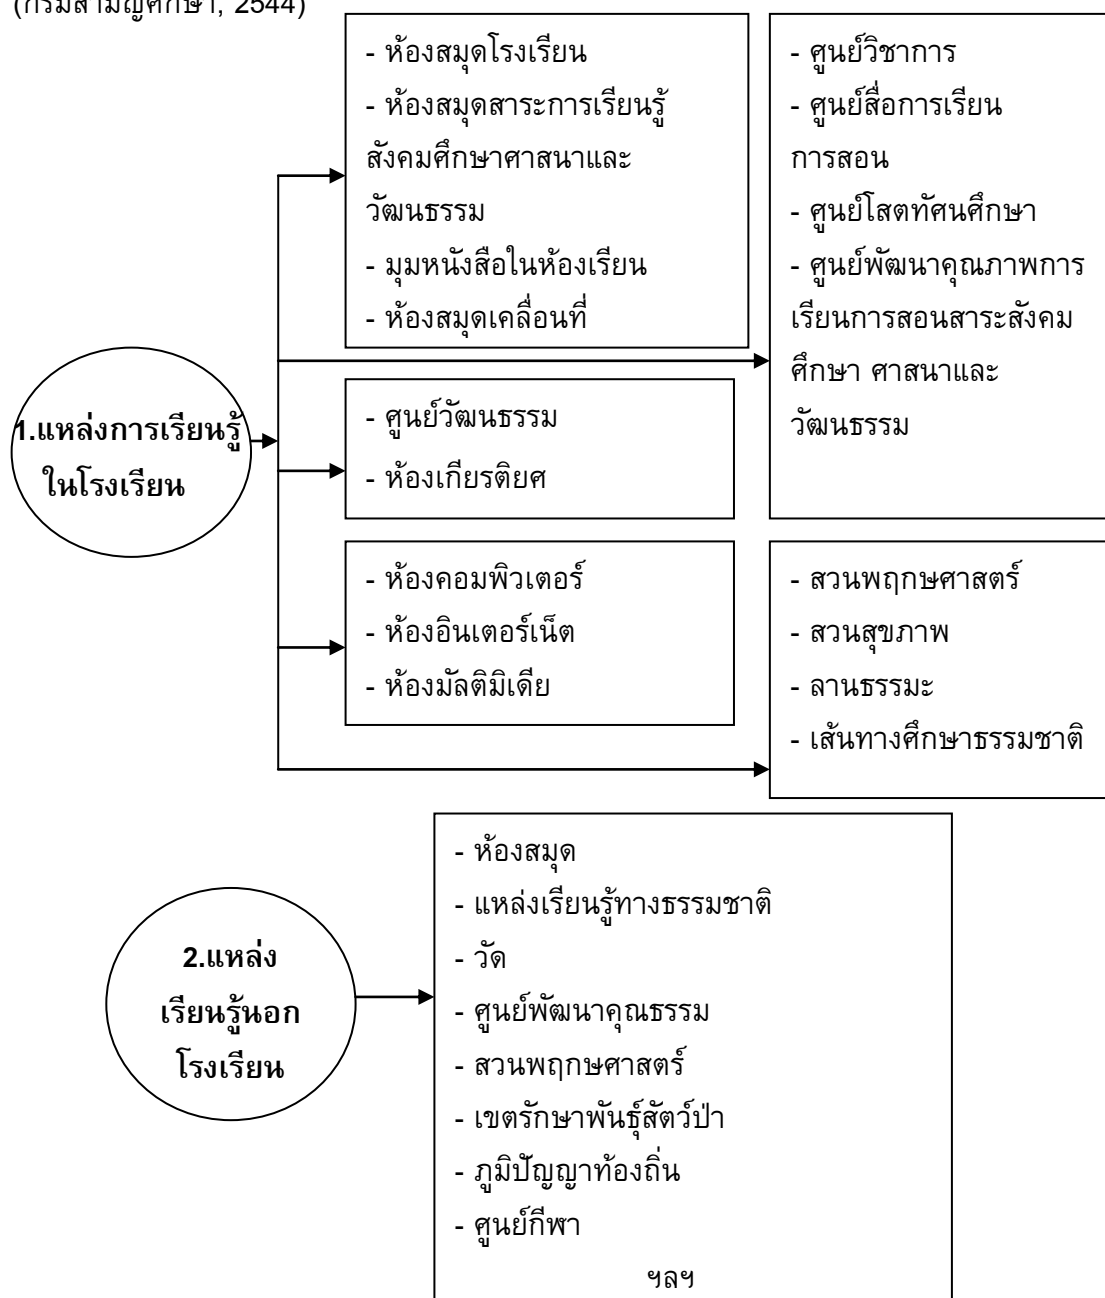 (กรมสามัญศึกษา, 2544)
- ห้องสมุดโรงเรียน
- ห้องสมุดสาระการเรียนรู้
สังคมศึกษาศาสนาและ
วัฒนธรรม
- มุมหนังสือในห้องเรียน
- ห้องสมุดเคลื่อนที่
- ศูนย์วิชาการ
- ศูนย์สื่อการเรียน
การสอน
- ศูนย์โสตทัศนศึกษา
- ศูนย์พัฒนาคุณภาพการ
เรียนการสอนสาระสังคม
ศึกษา ศาสนาและ
วัฒนธรรม
1.แหล่งการเรียนรู้
ในโรงเรียน
- ศูนย์วัฒนธรรม
- ห้องเกียรติยศ
- ห้องคอมพิวเตอร์
- ห้องอินเตอร์เน็ต
- ห้องมัลติมิเดีย
- สวนพฤกษศาสตร์
- สวนสุขภาพ
- ลานธรรมะ
- เส้นทางศึกษาธรรมชาติ
2.แหล่ง
เรียนรู้นอก
โรงเรียน
- ห้องสมุด
- แหล่งเรียนรู้ทางธรรมชาติ
- วัด
- ศูนย์พัฒนาคุณธรรม
- สวนพฤกษศาสตร์
- เขตรักษาพันธุ์สัตว์ป่า
- ภูมิปัญญาท้องถิ่น
- ศูนย์กีฬา
ฯลฯ